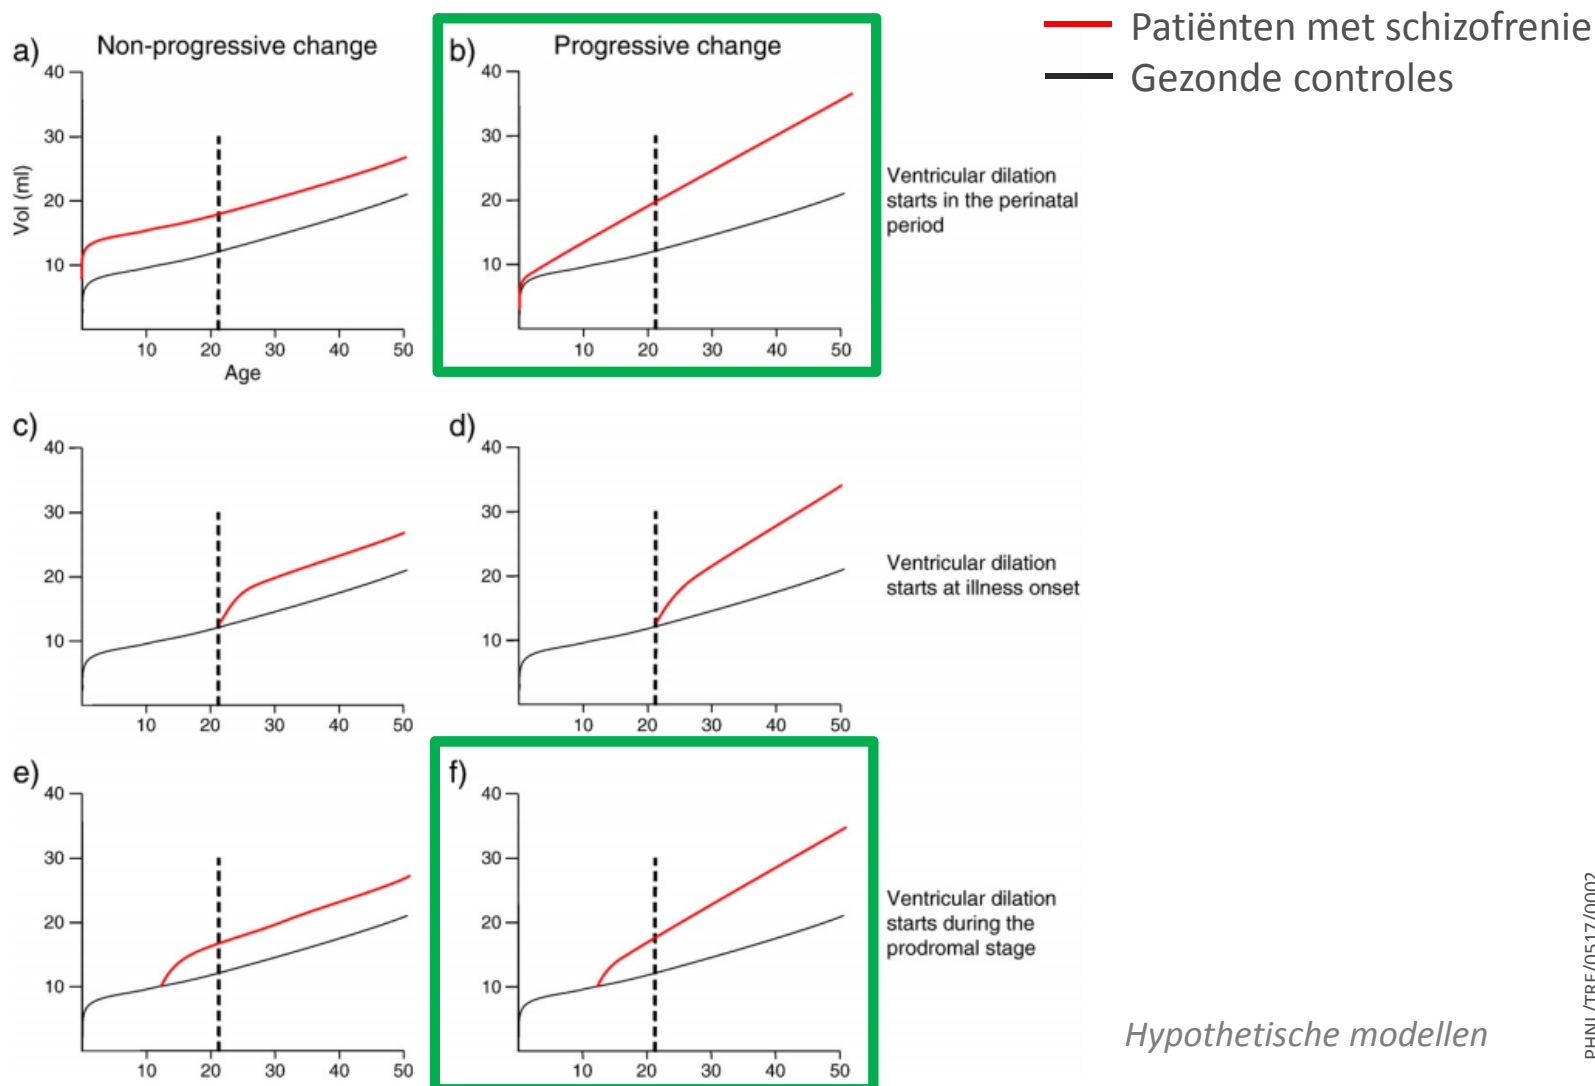 Patiënten met schizofrenie
Gezonde controles
a) Non-progressive change
b) Progressive change
40
30
20
10
Vol (ml)
10 20 30 40 50
Age
40
30
20
10
10 20 30 40 50
Ventricular dilation
starts in the perinatal
period
c)
40
30
20
10
10 20 30 40 50
d)
40
30
20
10
10 20 30 40 50
Ventricular dilation
starts at illness onset
e)
40
30
20
10
10 20 30 40 50
f)
40
30
20
10
10 20 30 40 50
Ventricular dilation
starts during the
prodromal stage
Hypothetische modellen
PHNL/TRE/0517/0002